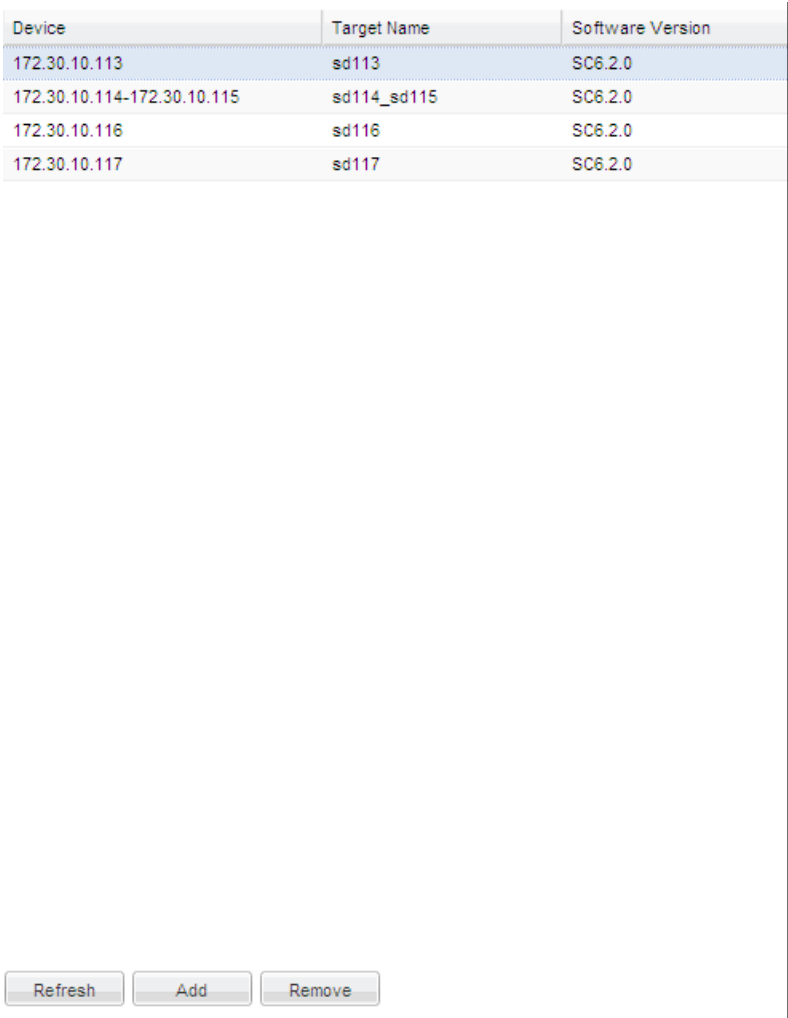 Device Target Name Software Version
172.30.10.113 sd113 SC6.2.0
172.30.10.114-172.30.10.115 sd114_sd115 SC6.2.0
172.30.10.116 sd116 SC6.2.0
172.30.10.117 sd117 SC6.2.0
Refresh Add Remove